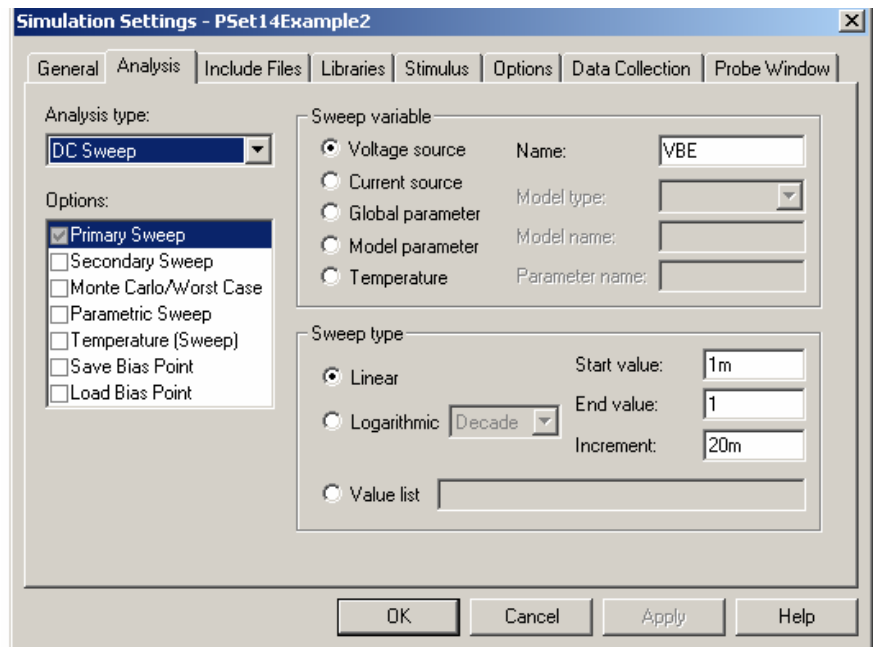 Simulation Settings - PSet14Example2
General Analysis Include Files Libraries Stimulus Options Data Collection Probe Window
Analysis type:
DC Sweep
Options:
Primary Sweep
Secondary Sweep
Monte Carlo/Worst Case
Parametric Sweep
Temperature (Sweep)
Save Bias Point
Load Bias Point
Sweep variable
Voltage source
Current source
Global parameter
Model parameter
Temperature
Name: VBE
Model type:
Model name:
Parameter name:
Sweep type
Linear
Logarithmic Decade
Value list
Start value: 1m
End value: 1
Increment: 20m
OK Cancel Apply Help